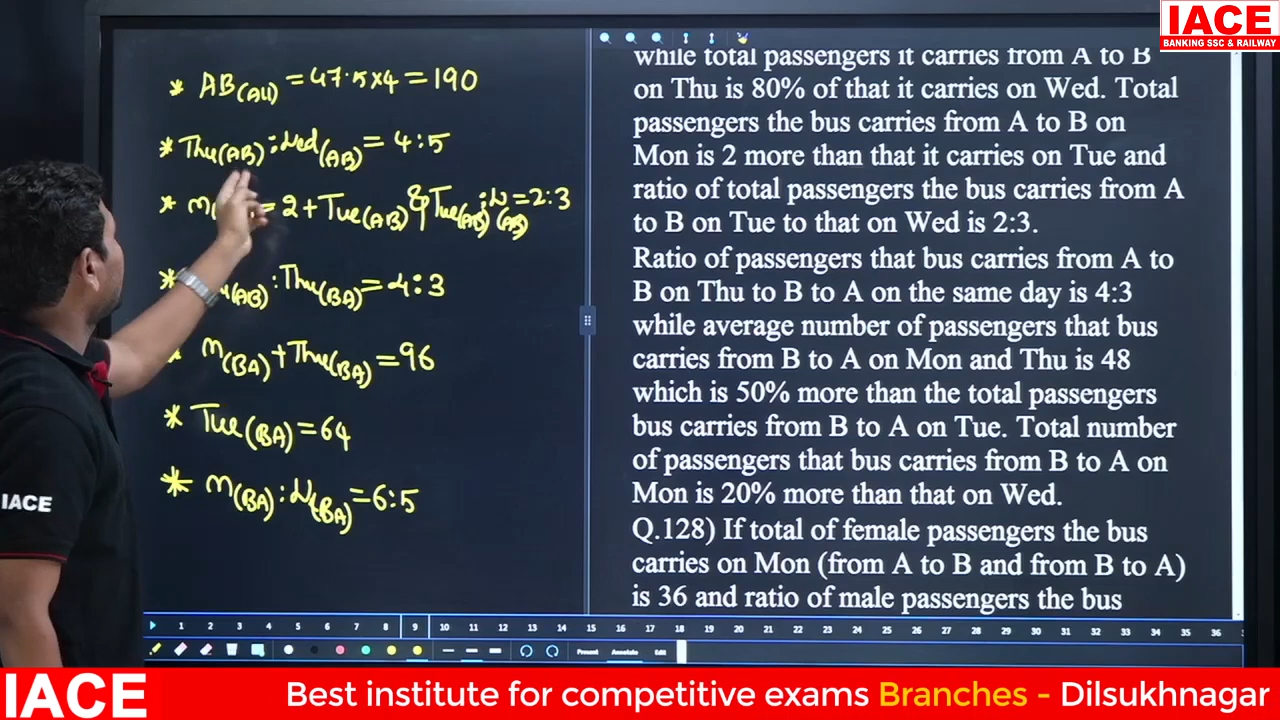 IACE
BANKING SSC & RAILWAY
* AB(All) = 47.5×4 = 190
* Thu(AB) : Wed(AB) = 4:5
* = 2 + Tue(AB) & Tue(AB) : W(AB) = 2:3
* (AB) : Thu(BA) = 4:3
* M(BA) + Thu(BA) = 96
* Tue(BA) = 64
* M(BA) : W(BA) = 6:5
while total passengers it carries from A to B
on Thu is 80% of that it carries on Wed. Total
passengers the bus carries from A to B on
Mon is 2 more than that it carries on Tue and
ratio of total passengers the bus carries from A
to B on Tue to that on Wed is 2:3.
Ratio of passengers that bus carries from A to
B on Thu to B to A on the same day is 4:3
while average number of passengers that bus
carries from B to A on Mon and Thu is 48
which is 50% more than the total passengers
bus carries from B to A on Tue. Total number
of passengers that bus carries from B to A on
Mon is 20% more than that on Wed.
Q.128) If total of female passengers the bus
carries on Mon (from A to B and from B to A)
is 36 and ratio of male passengers the bus
IACE
1 2 3 4 5 6 7 8 9 10 11 12 13 14 15 16 17 18 19 20 21 22 23 24 25 26 27 28 29 30 31 32 33 34 35 36
Present Annotate Edit
IACE Best institute for competitive exams Branches - Dilsukhnagar